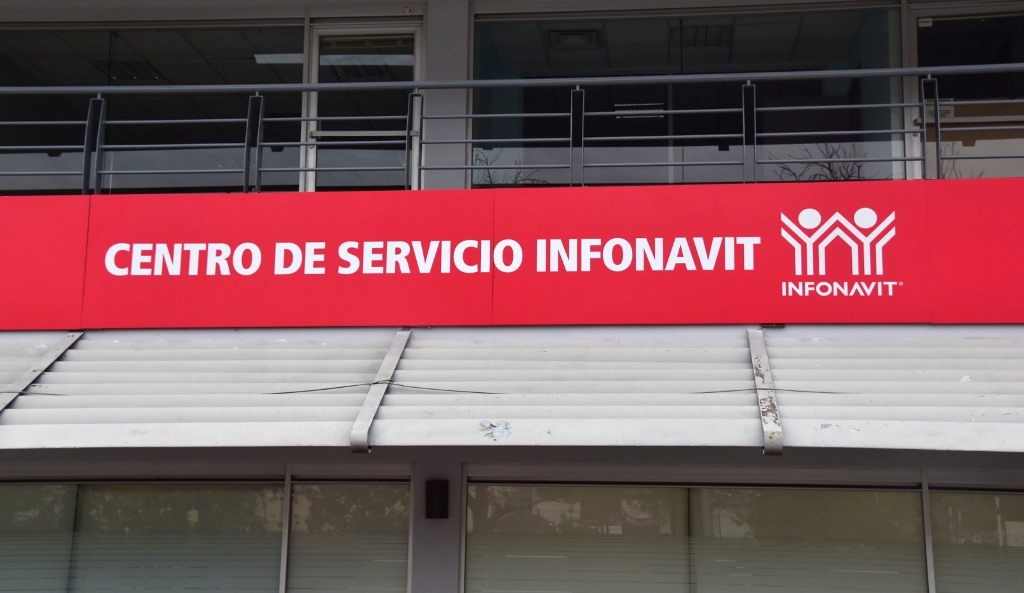 CENTRO DE SERVICIO INFONAVIT
INFONAVIT®